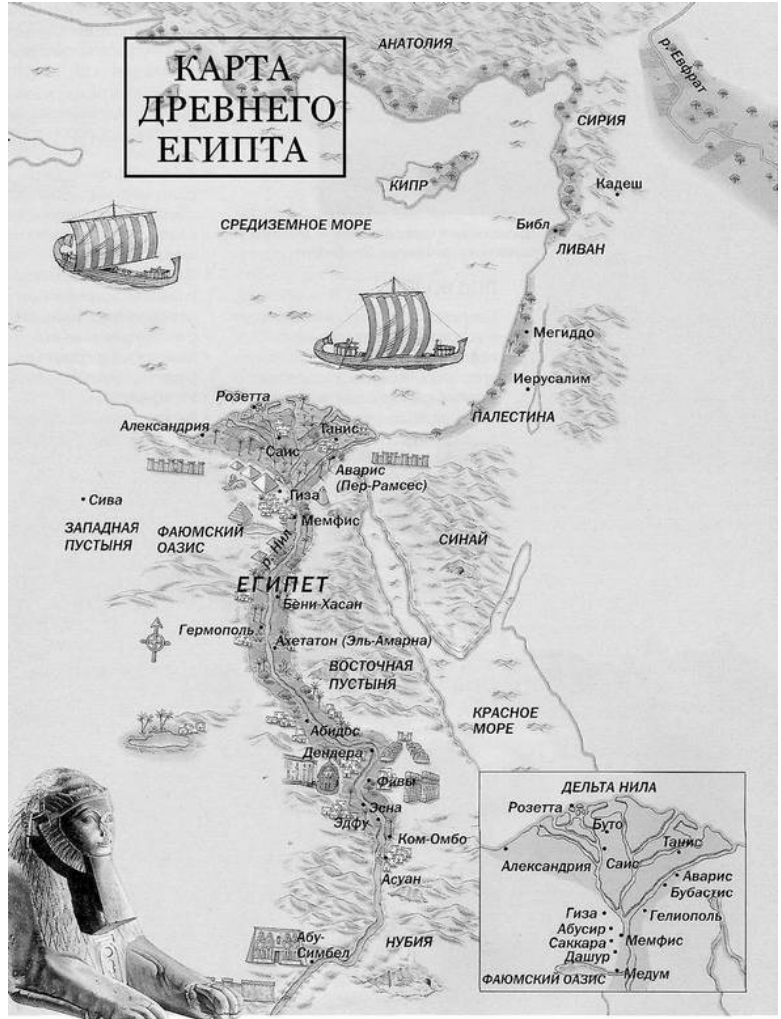 КАРТА
ДРЕВНЕГО
ЕГИПТА
АНАТОЛИЯ
р. Евфрат
СИРИЯ
КИПР
Кадеш
СРЕДИЗЕМНОЕ МОРЕ
Библ
ЛИВАН
Мегиддо
Иерусалим
Розетта
ПАЛЕСТИНА
Александрия
Танис
Саис
Аварис
(Пер-Рамсес)
Сива
Гиза
Мемфис
ЗАПАДНАЯ
ПУСТЫНЯ
ФАЮМСКИЙ
ОАЗИС
р. Нил
СИНАЙ
ЕГИПЕТ
Бени-Хасан
Гермополь
Ахетатон (Эль-Амарна)
ВОСТОЧНАЯ
ПУСТЫНЯ
КРАСНОЕ
МОРЕ
Абидос
Дендера
Фивы
Эсна
Эдфу
Ком-Омбо
Асуан
Абу-
Симбел
НУБИЯ
ДЕЛЬТА НИЛА
Розетта
Буто
Танис
Александрия
Саис
Аварис
Бубастис
Гиза
Гелиополь
Абусир
Мемфис
Саккара
Дашур
Медум
ФАЮМСКИЙ ОАЗИС